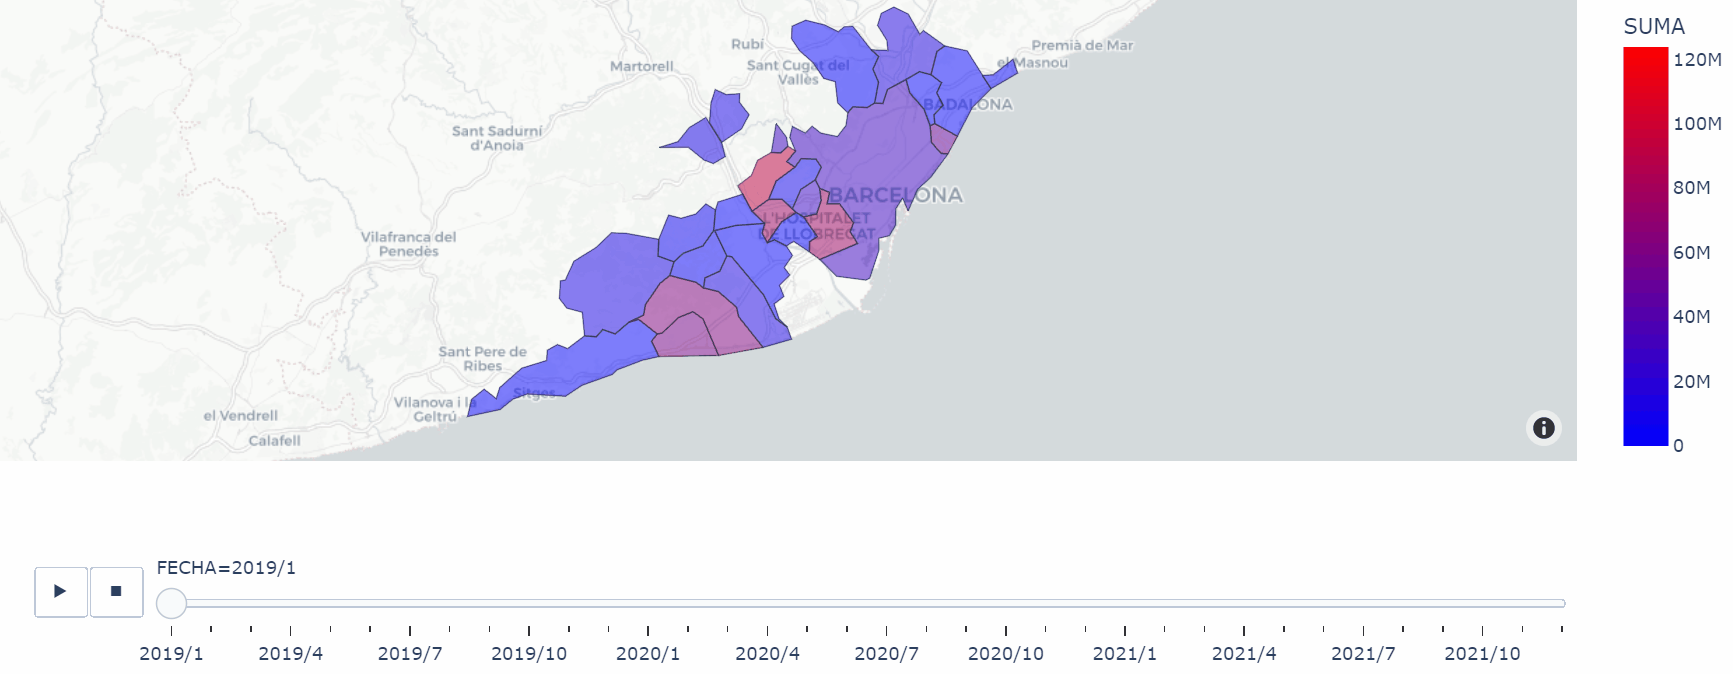 Premià de Mar
Rubí
el Masnou
Martorell
Sant Cugat del
Vallès
BADALONA
Sant Sadurní
d'Anoia
BARCELONA
L'HOSPITALET
DE LLOBREGAT
Vilafranca del
Penedès
Sant Pere de
Ribes
Sitges
Vilanova i la
Geltrú
el Vendrell
Calafell
SUMA
120M
100M
80M
60M
40M
20M
0
FECHA=2019/1
2019/1 2019/4 2019/7 2019/10 2020/1 2020/4 2020/7 2020/10 2021/1 2021/4 2021/7 2021/10